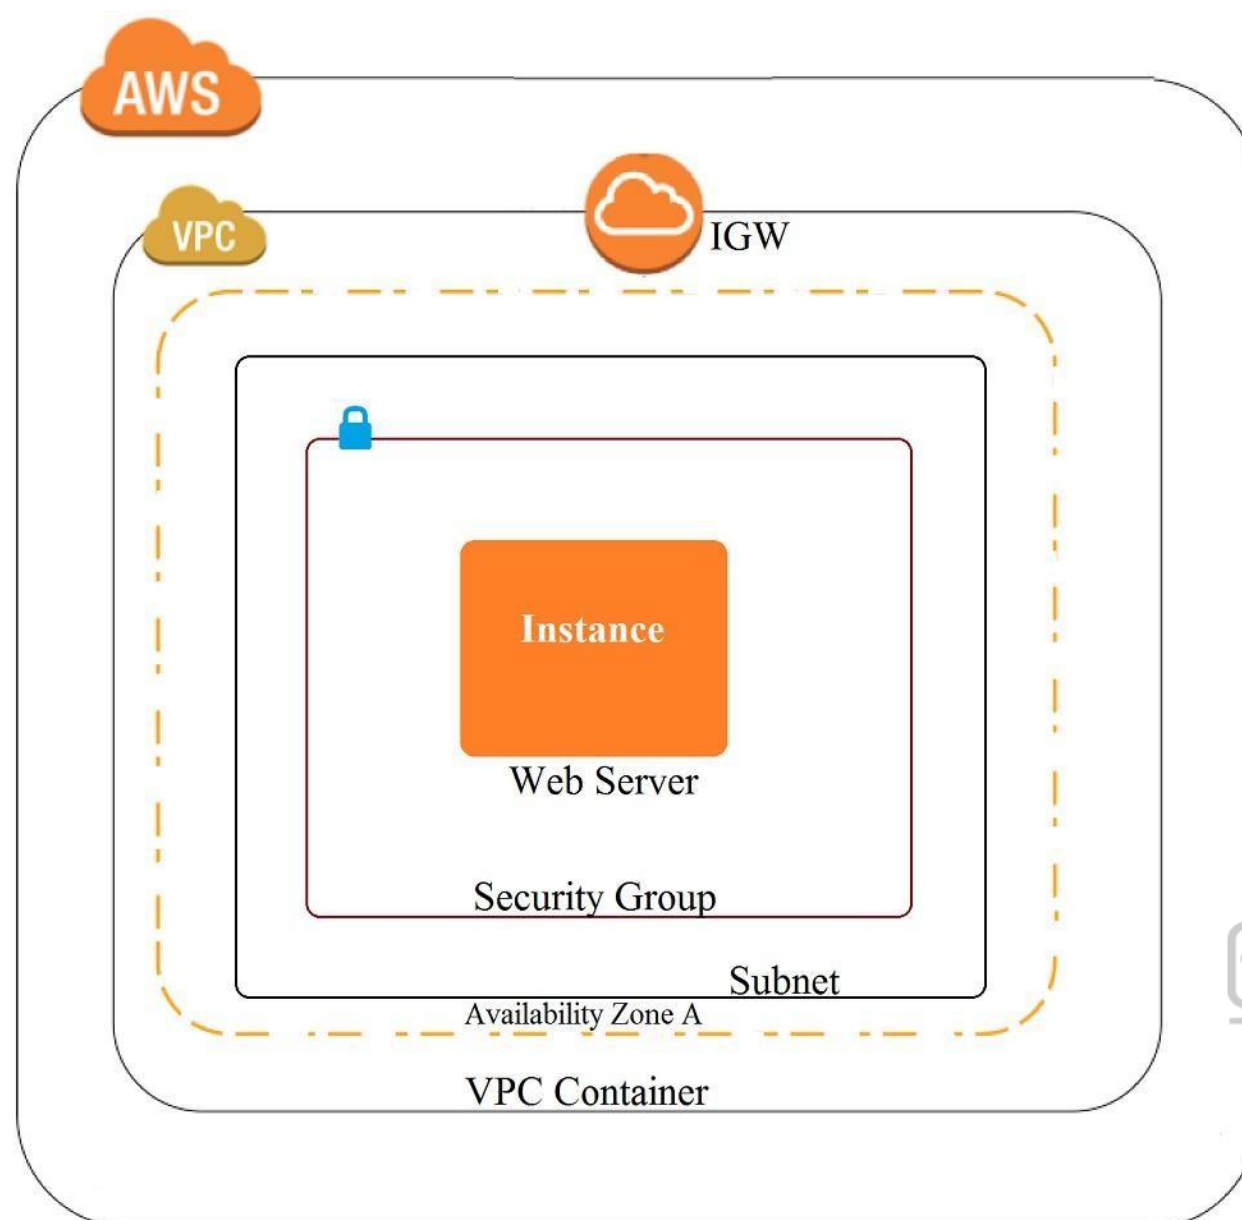 AWS
VPC
IGW
Instance
Web Server
Security Group
Subnet
Availability Zone A
VPC Container